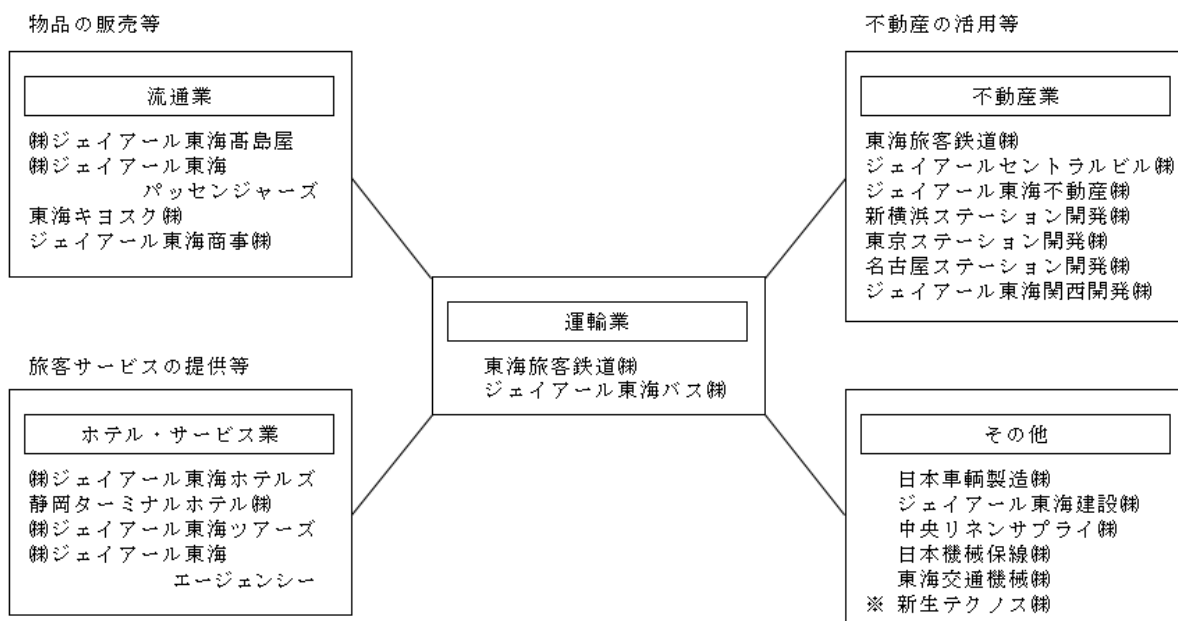 物品の販売等
流通業
㈱ジェイアール東海髙島屋
㈱ジェイアール東海
パッセンジャーズ
東海キヨスク㈱
ジェイアール東海商事㈱
旅客サービスの提供等
ホテル・サービス業
㈱ジェイアール東海ホテルズ
静岡ターミナルホテル㈱
㈱ジェイアール東海ツアーズ
㈱ジェイアール東海
エージェンシー
運輸業
東海旅客鉄道㈱
ジェイアール東海バス㈱
不動産の活用等
不動産業
東海旅客鉄道㈱
ジェイアールセントラルビル㈱
ジェイアール東海不動産㈱
新横浜ステーション開発㈱
東京ステーション開発㈱
名古屋ステーション開発㈱
ジェイアール東海関西開発㈱
その他
日本車輌製造㈱
ジェイアール東海建設㈱
中央リネンサプライ㈱
日本機械保線㈱
東海交通機械㈱
※ 新生テクノス㈱